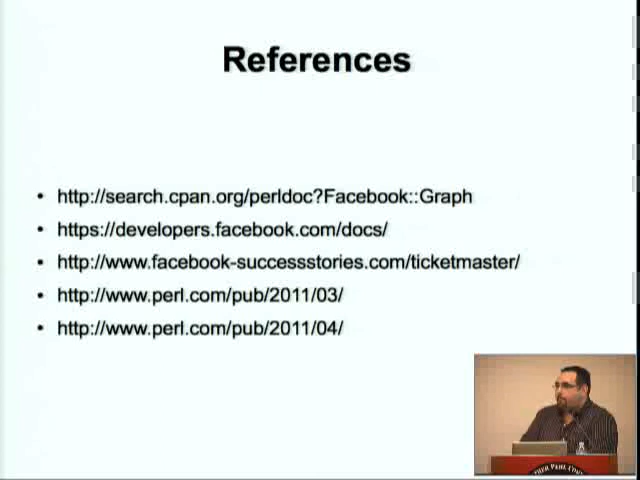 References
• http://search.cpan.org/perldoc?Facebook::Graph
• https://developers.facebook.com/docs/
• http://www.facebook-successstories.com/ticketmaster/
• http://www.perl.com/pub/2011/03/
• http://www.perl.com/pub/2011/04/
PERL